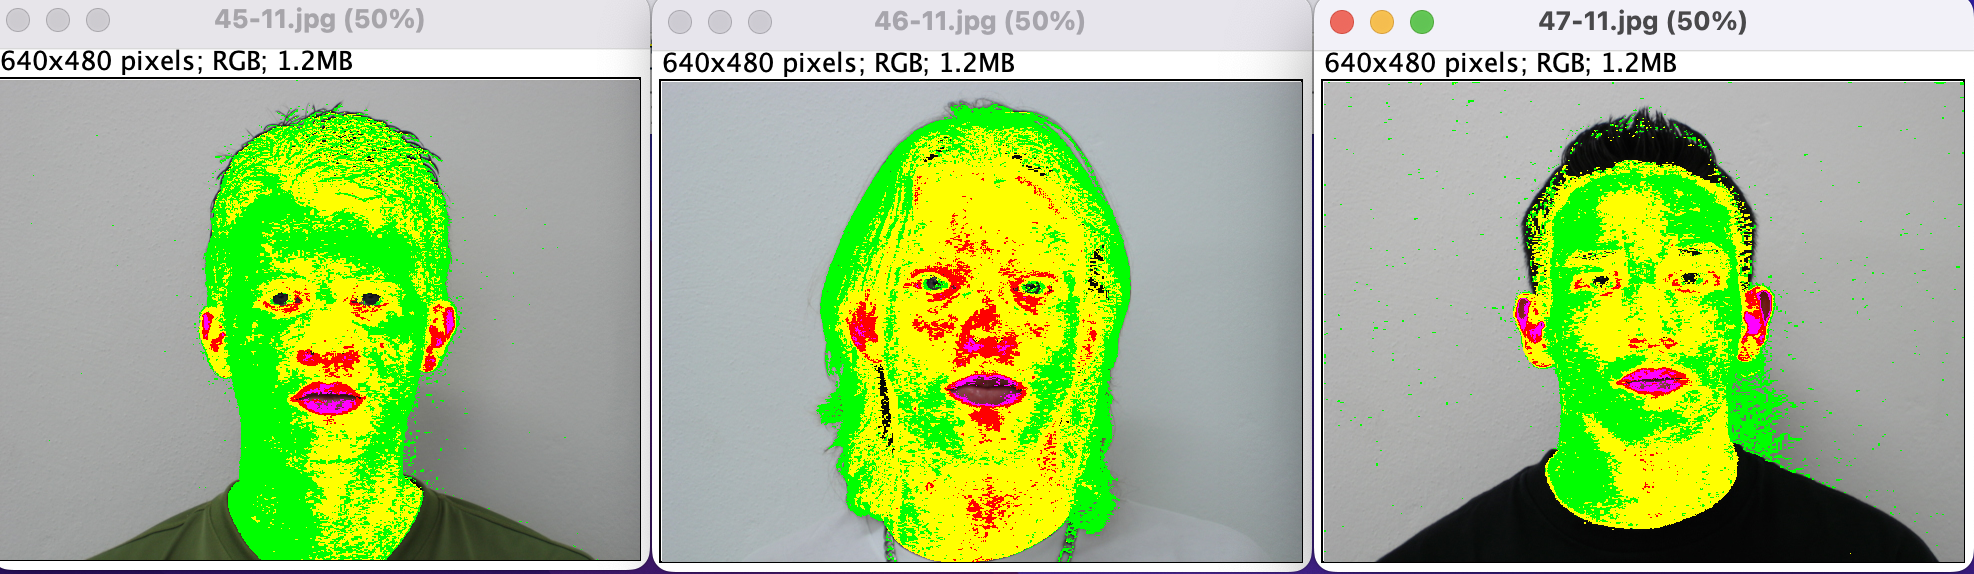 45-11.jpg (50%)
640x480 pixels; RGB; 1.2MB
46-11.jpg (50%)
640x480 pixels; RGB; 1.2MB
47-11.jpg (50%)
640x480 pixels; RGB; 1.2MB